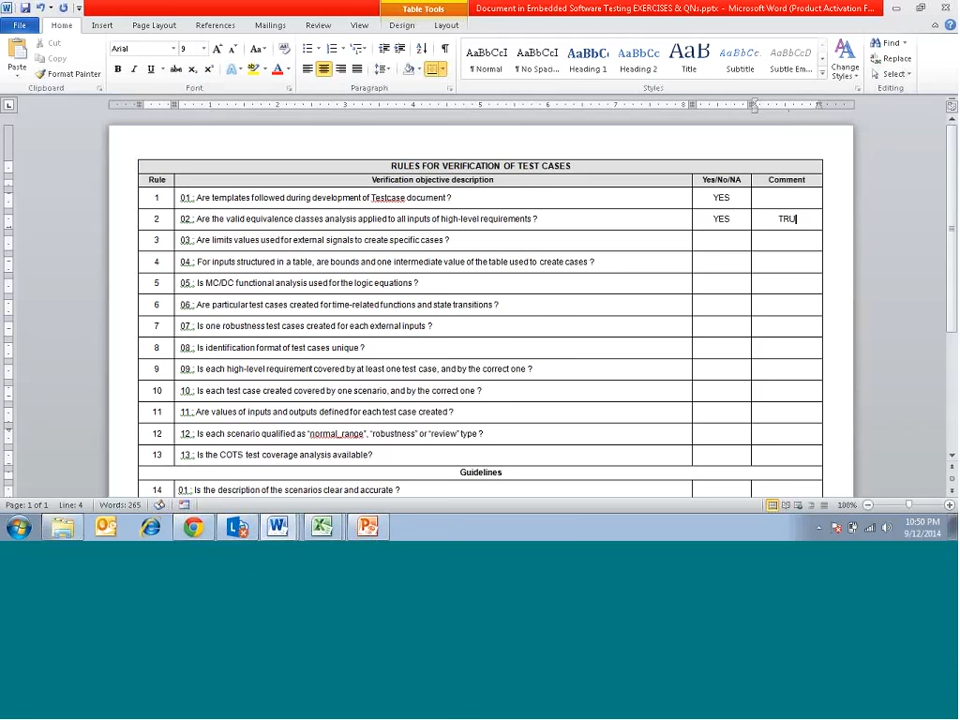 Table Tools
Document in Embedded Software Testing EXERCISES & QNs.pptx - Microsoft Word (Product Activation F...
File Home Insert Page Layout References Mailings Review View Design Layout
Cut
Copy
Format Painter
Paste
Clipboard
Arial 9
Font
Paragraph
AaBbCcI AaBbCcI AaBbC AaBbCc AaB AaBbCc. AaBbCcD
¶ Normal ¶ No Spac... Heading 1 Heading 2 Title Subtitle Subtle Em...
Change Styles
Styles
Find
Replace
Select
Editing
RULES FOR VERIFICATION OF TEST CASES
Rule Verification objective description Yes/No/NA Comment
1 01 : Are templates followed during development of Testcase document ? YES
2 02 : Are the valid equivalence classes analysis applied to all inputs of high-level requirements ? YES TRU
3 03 : Are limits values used for external signals to create specific cases ?
4 04 : For inputs structured in a table, are bounds and one intermediate value of the table used to create cases ?
5 05 : Is MC/DC functional analysis used for the logic equations ?
6 06 : Are particular test cases created for time-related functions and state transitions ?
7 07 : Is one robustness test cases created for each external inputs ?
8 08 : Is identification format of test cases unique ?
9 09 : Is each high-level requirement covered by at least one test case, and by the correct one ?
10 10 : Is each test case created covered by one scenario, and by the correct one ?
11 11 : Are values of inputs and outputs defined for each test case created ?
12 12 : Is each scenario qualified as “normal_range”, “robustness” or “review” type ?
13 13 : Is the COTS test coverage analysis available?
Guidelines
14 01 : Is the description of the scenarios clear and accurate ?
Page: 1 of 1 Line: 4 Words: 265 100%
10:50 PM
9/12/2014